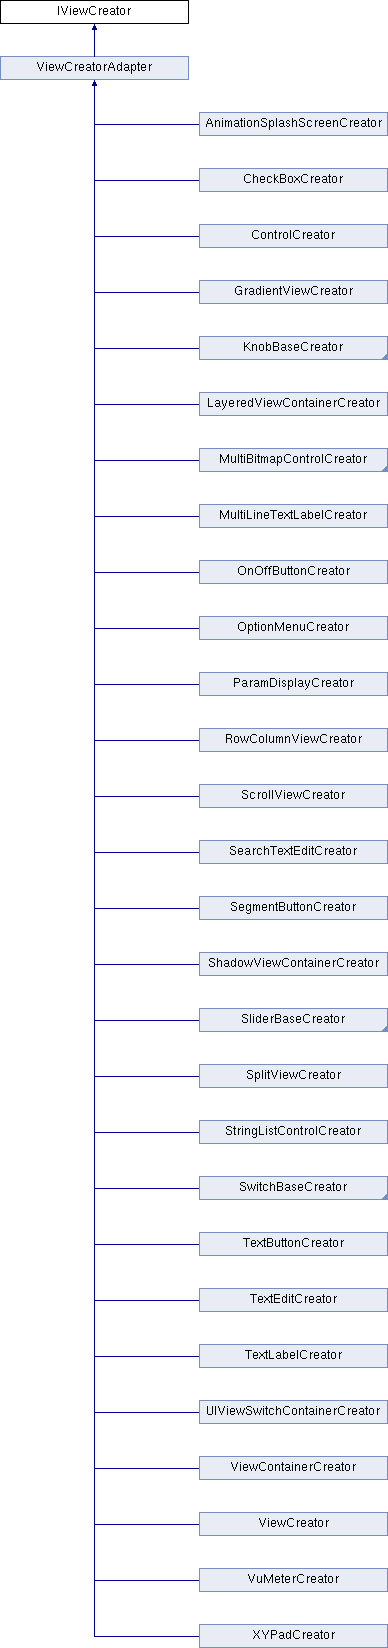 IViewCreator
ViewCreatorAdapter
AnimationSplashScreenCreator
CheckBoxCreator
ControlCreator
GradientViewCreator
KnobBaseCreator
LayeredViewContainerCreator
MultiBitmapControlCreator
MultiLineTextLabelCreator
OnOffButtonCreator
OptionMenuCreator
ParamDisplayCreator
RowColumnViewCreator
ScrollViewCreator
SearchTextEditCreator
SegmentButtonCreator
ShadowViewContainerCreator
SliderBaseCreator
SplitViewCreator
StringListControlCreator
SwitchBaseCreator
TextButtonCreator
TextEditCreator
TextLabelCreator
UIViewSwitchContainerCreator
ViewContainerCreator
ViewCreator
VuMeterCreator
XYPadCreator